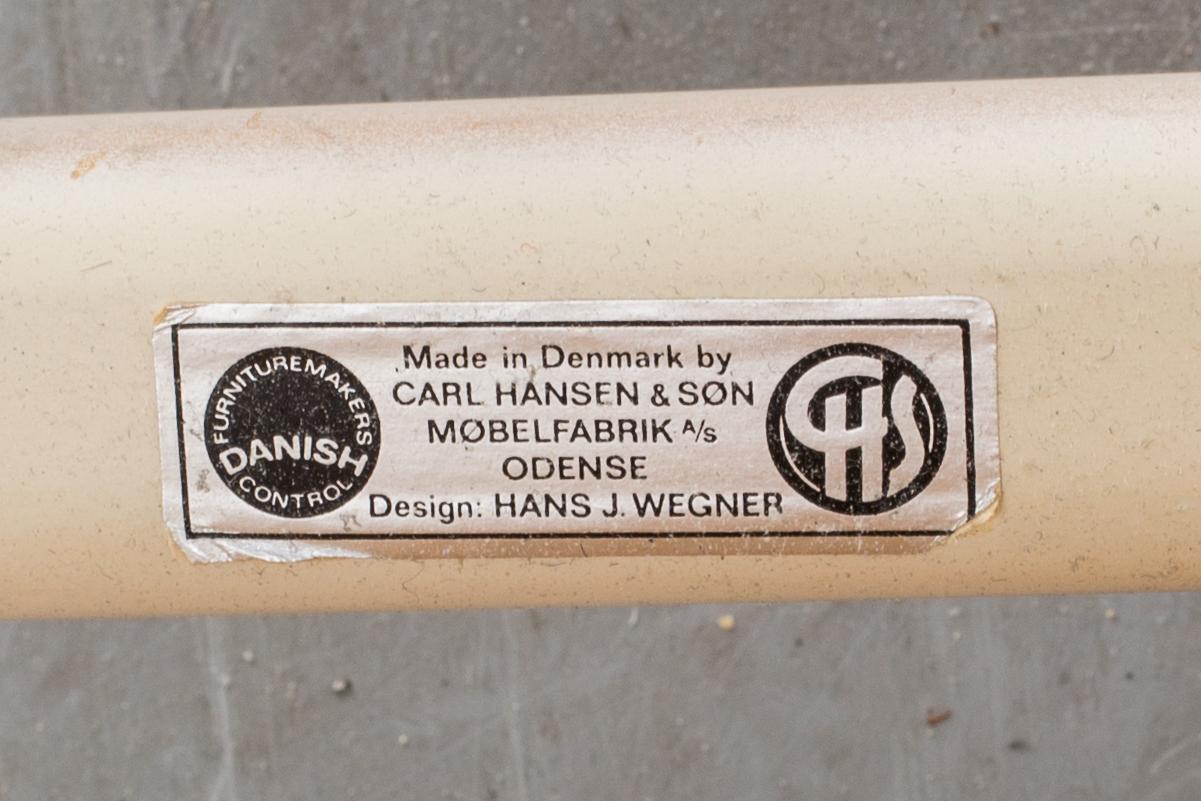 FURNITUREMAKERS
DANISH
CONTROL
Made in Denmark by
CARL HANSEN & SØN
MØBELFABRIK A/s
ODENSE
Design: HANS J. WEGNER
CHS